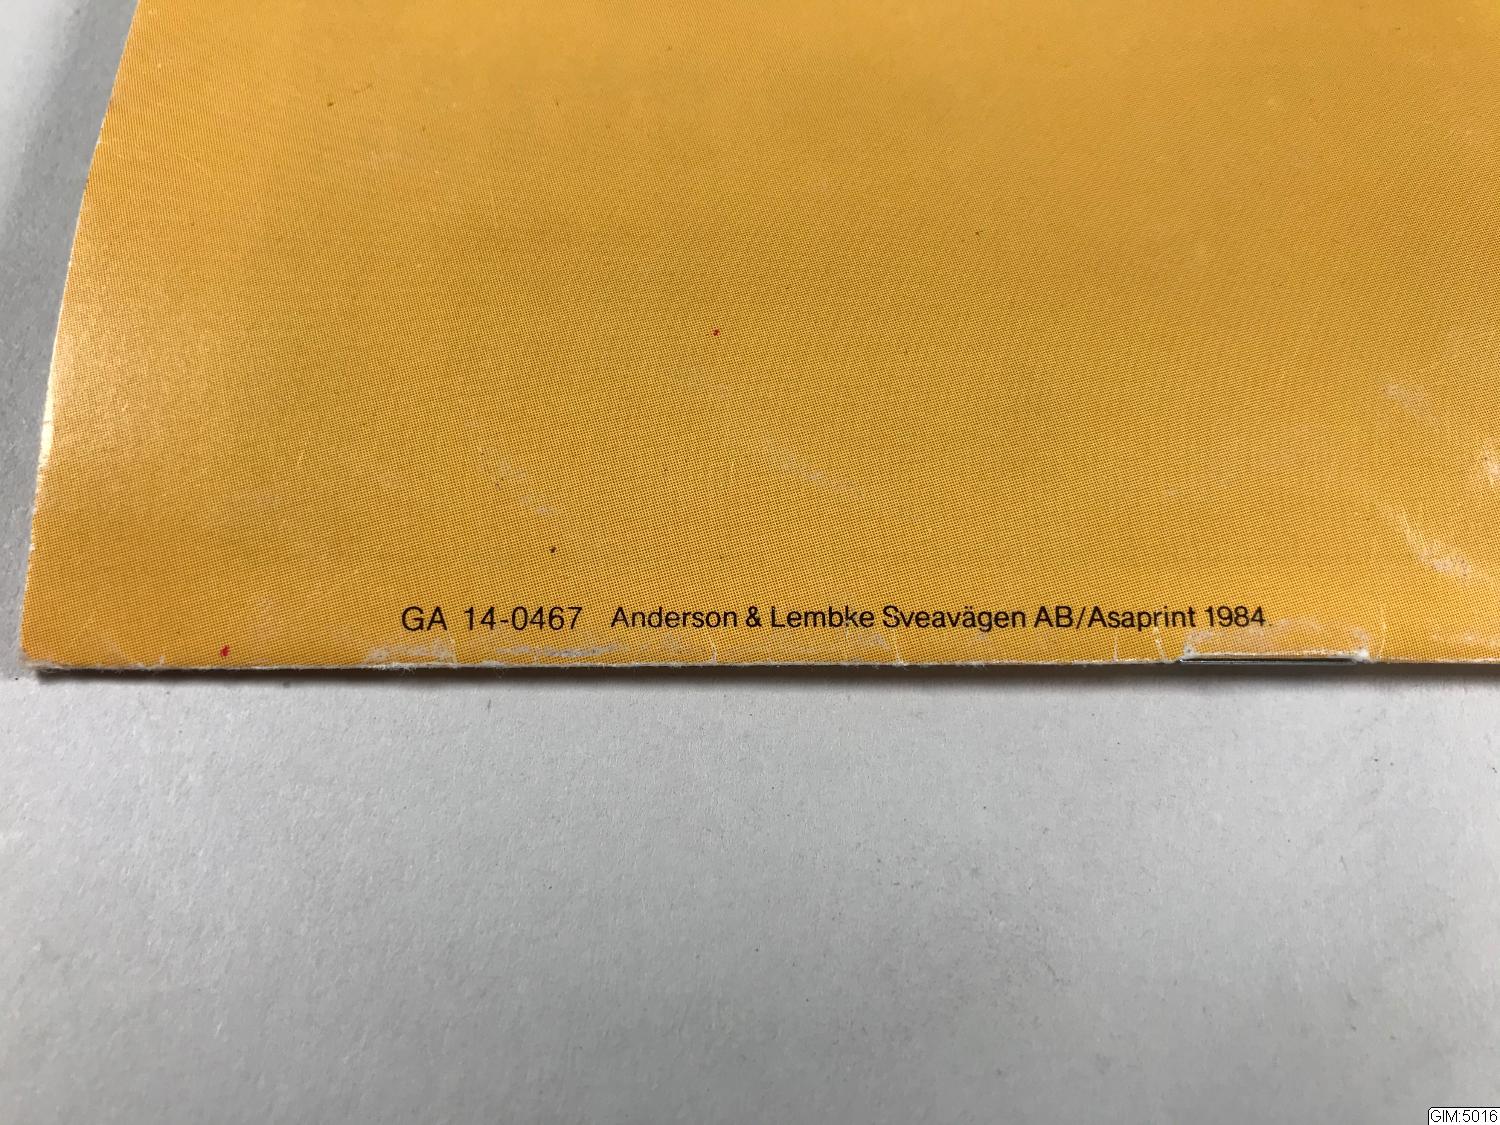 GA 14-0467 Anderson & Lembke Sveavägen AB/Asaprint 1984.
GIM:5016